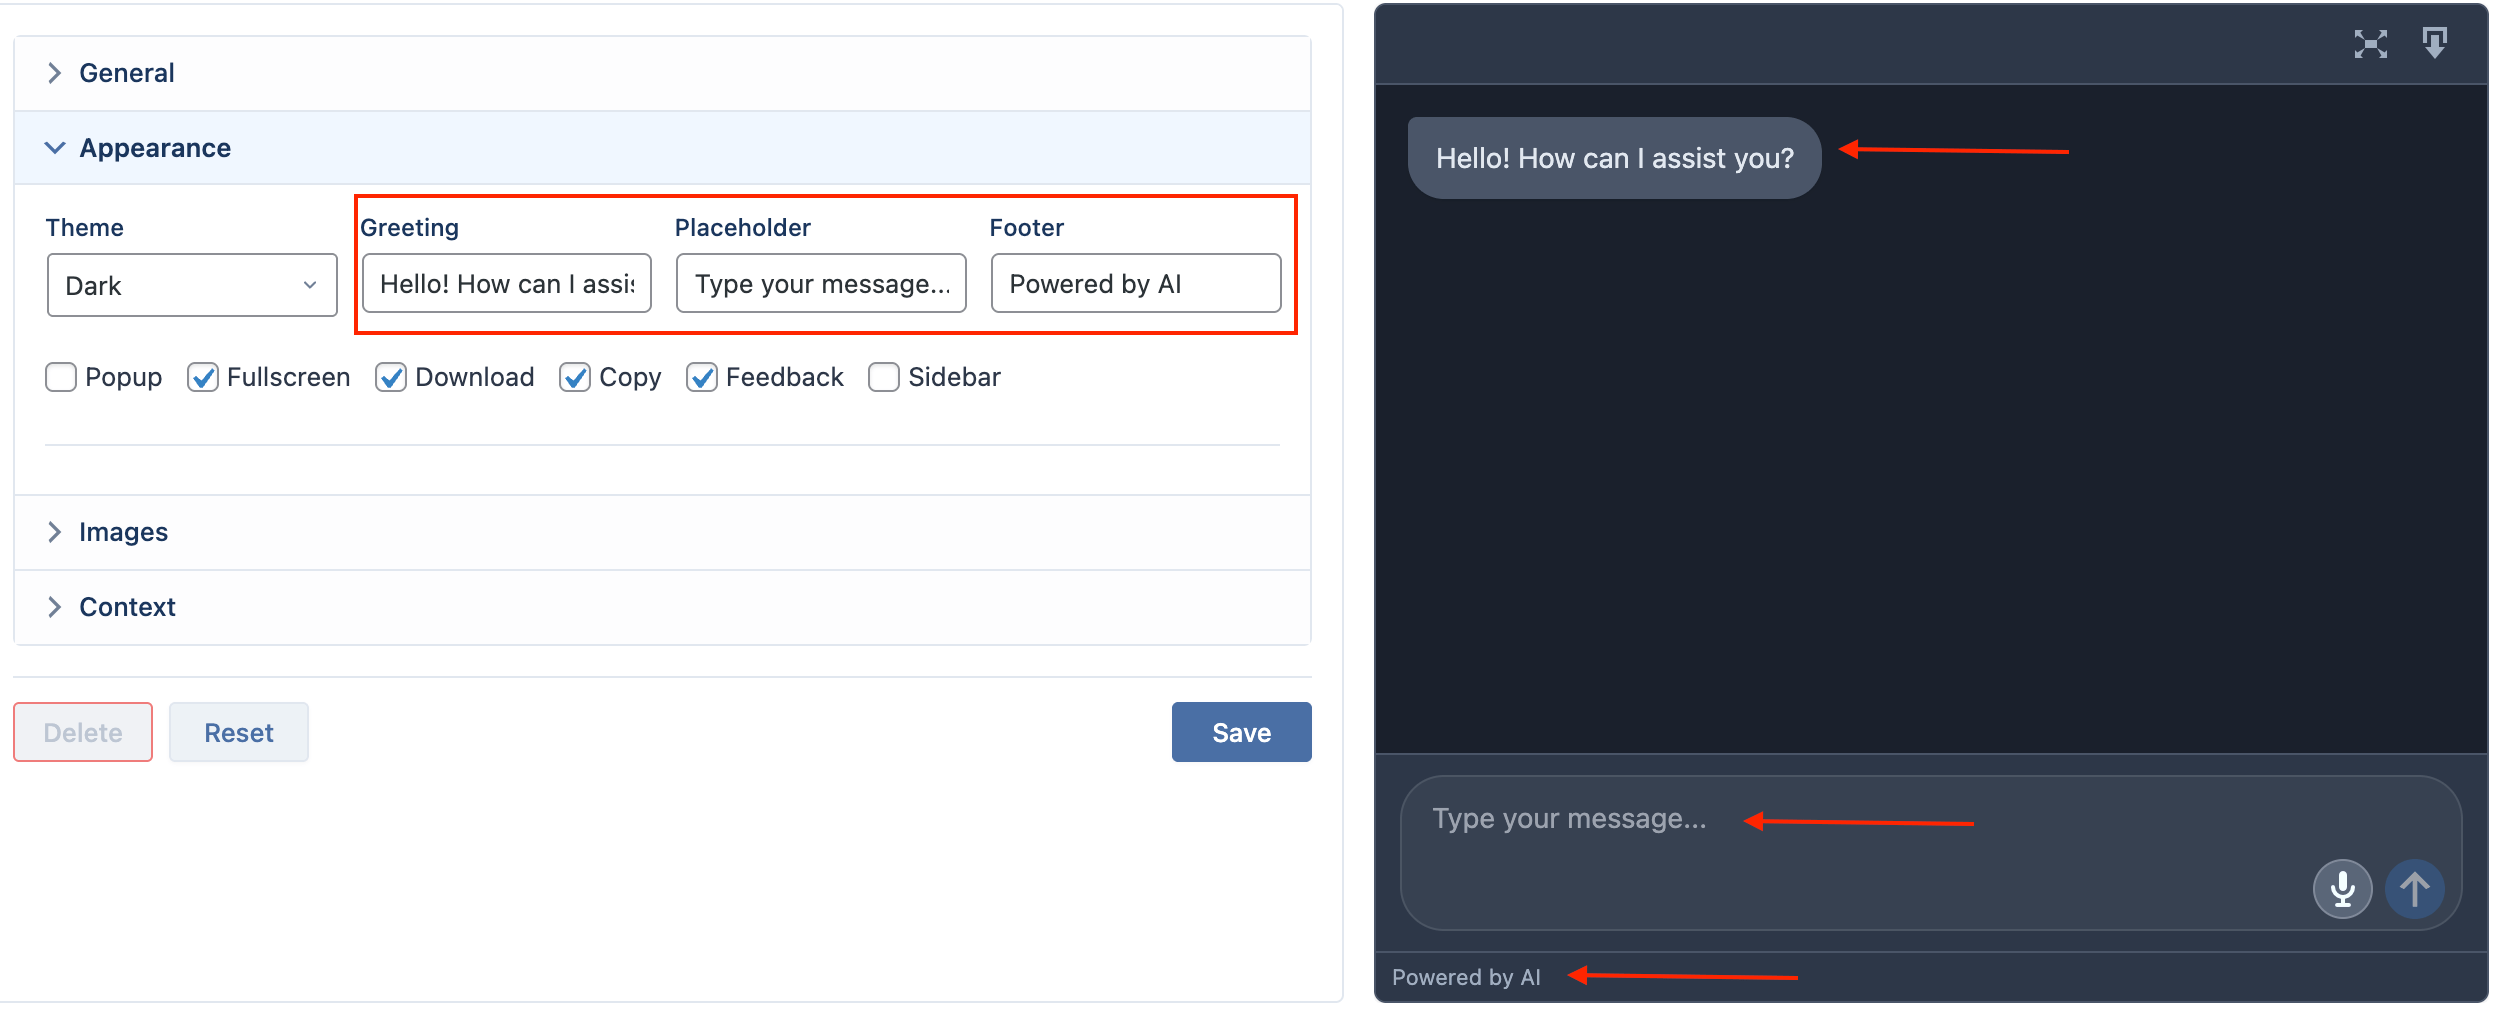 General
Appearance
Theme Greeting Placeholder Footer
Dark Hello! How can I assi Type your message... Powered by AI
Popup Fullscreen Download Copy Feedback Sidebar
Images
Context
Delete Reset Save
Hello! How can I assist you?
Type your message...
Powered by AI